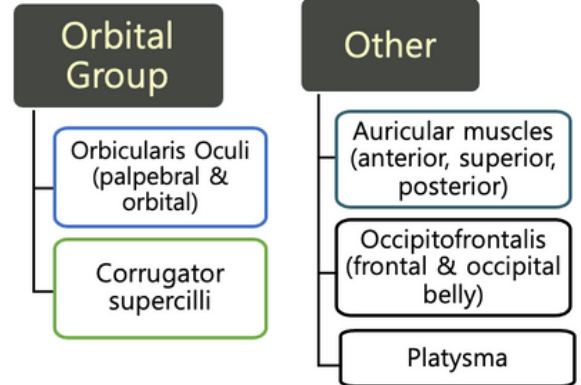 Orbital
Group
Orbicularis Oculi
(palpebral &
orbital)
Corrugator
supercilli
Other
Auricular muscles
(anterior, superior,
posterior)
Occipitofrontalis
(frontal & occipital
belly)
Platysma